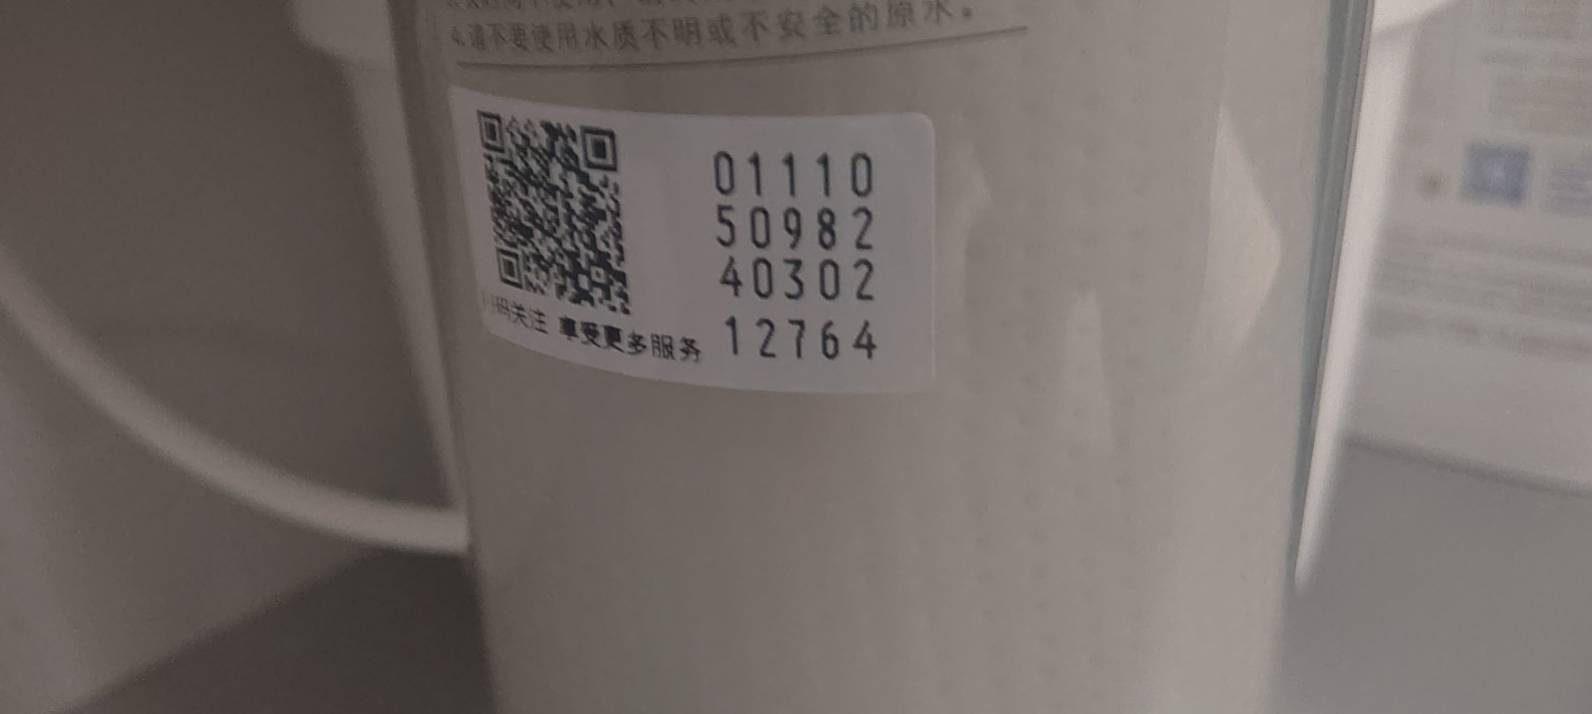 4.请不要使用水质不明或不安全的原水。
01110
50982
40302
12764
码关注 享受更多服务